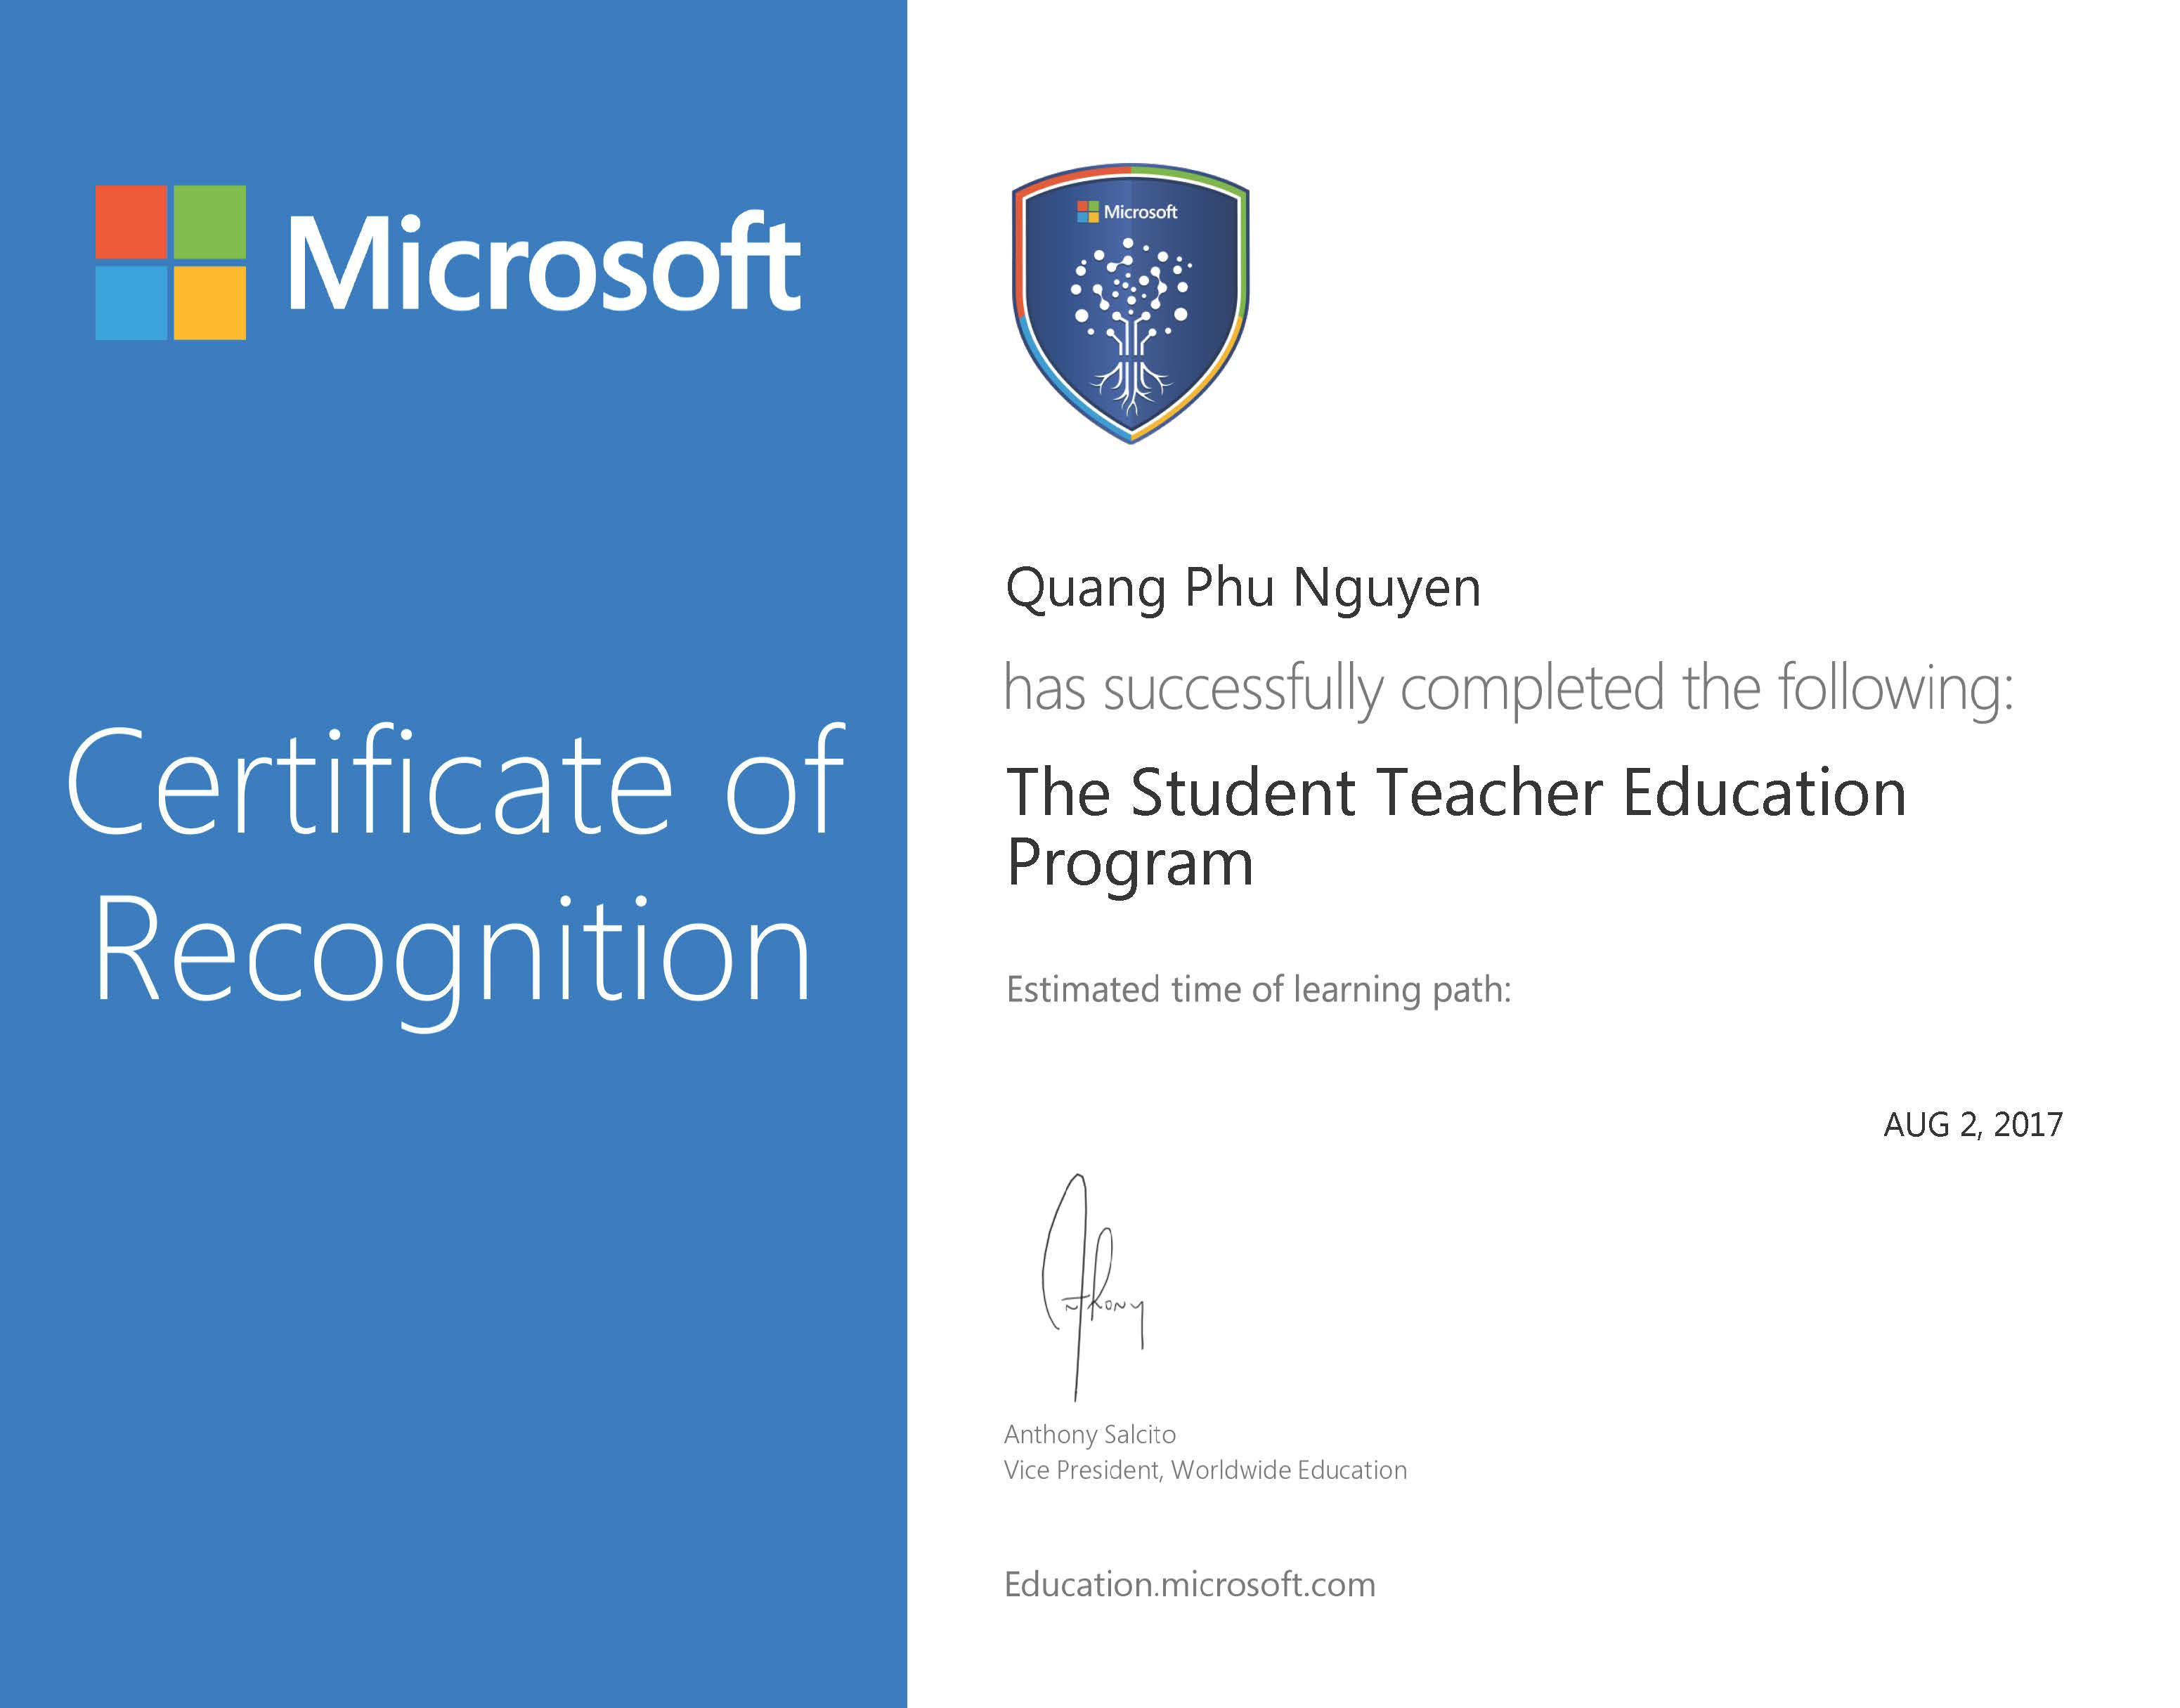 Microsoft
Certificate of
Recognition
Microsoft
Quang Phu Nguyen
has successfully completed the following:
The Student Teacher Education
Program
Estimated time of learning path:
AUG 2, 2017
Anthony
Anthony Salcito
Vice President, Worldwide Education
Education.microsoft.com